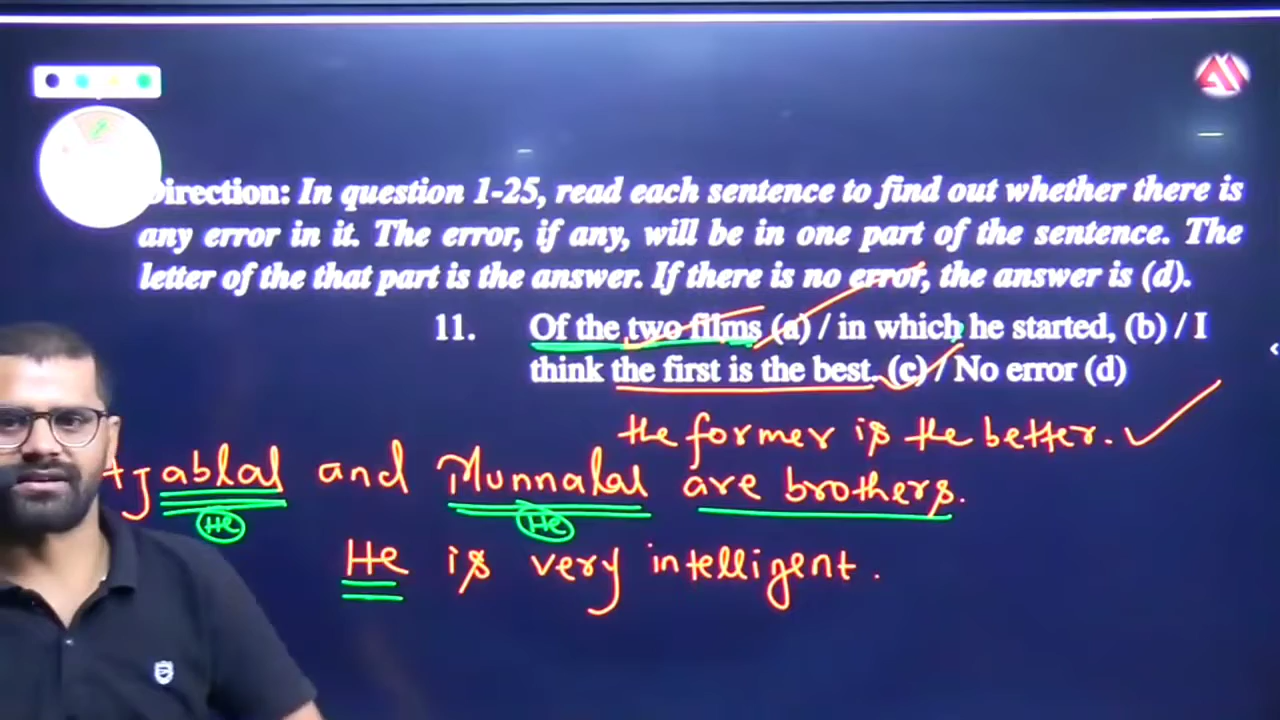 Direction: In question 1-25, read each sentence to find out whether there is
any error in it. The error, if any, will be in one part of the sentence. The
letter of the that part is the answer. If there is no error, the answer is (d).
11. Of the two films (a) / in which he started, (b) / I
think the first is the best. (c) / No error (d)
the former is the better.
Ajablal and Munnalal are brothers.
He He
He is very intelligent.